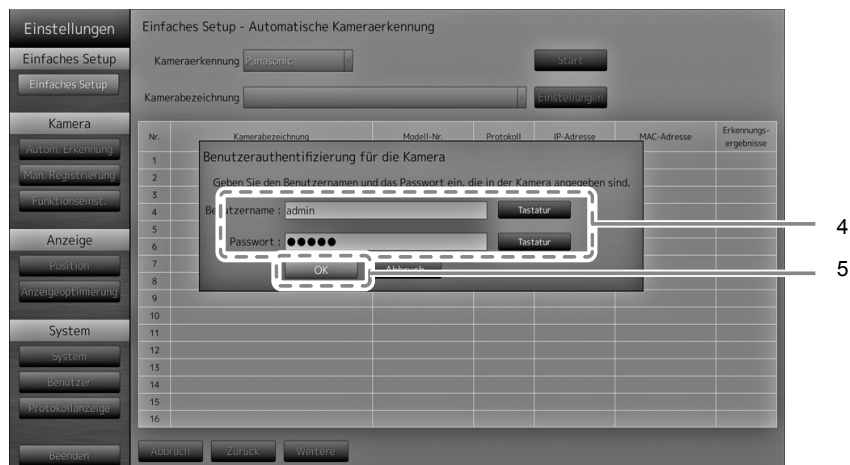 Einstellungen
Einfaches Setup
Einfaches Setup
Kamera
Autom. Erkennung
Man. Registrierung
Funktionseinst.
Anzeige
Position
Anzeigeoptimierung
System
System
Benutzer
Protokollanzeige
Beenden
Einfaches Setup - Automatische Kameraerkennung
Kameraerkennung Panasonic Start
Kamerabezeichnung Einstellungen
Nr. Kamerabezeichnung Modell-Nr. Protokoll IP-Adresse MAC-Adresse Erkennungs-
ergebnisse
1
2
3
4
5
6
7
8
9
10
11
12
13
14
15
16
Benutzerauthentifizierung für die Kamera
Geben Sie den Benutzernamen und das Passwort ein, die in der Kamera angegeben sind.
Benutzername : admin Tastatur
Passwort : ●●●●● Tastatur
OK Abbruch
4
5
Abbruch Zurück Weitere